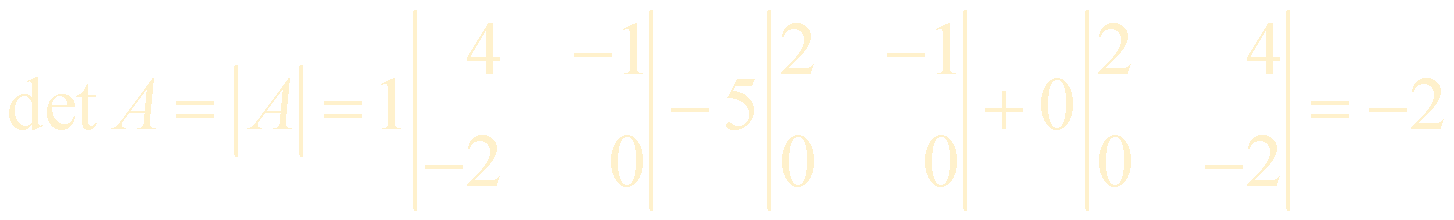 det A = |A| = 1 | 4 −1 | − 5 | 2 −1 | + 0 | 2 4 | = −2
| −2 0 | | 0 0 | | 0 −2 |